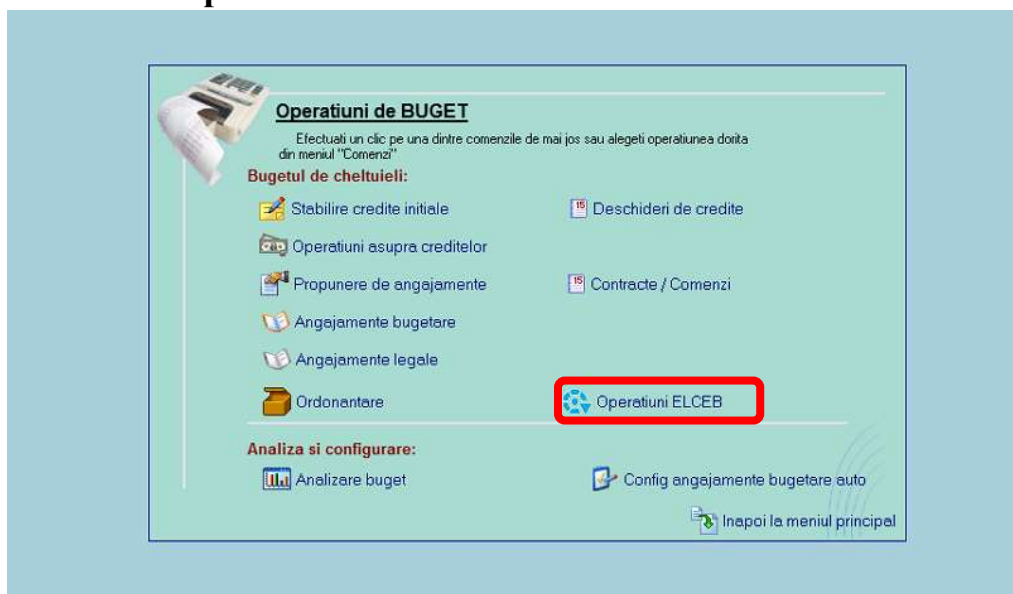 Operatiuni de BUGET
Efectuati un clic pe una dintre comenzile de mai jos sau alegeti operatiunea dorita
din meniul "Comenzi"
Bugetul de cheltuieli:
Stabilire credite initiale
15 Deschideri de credite
Operatiuni asupra creditelor
Propunere de angajamente
15 Contracte / Comenzi
Angajamente bugetare
Angajamente legale
Ordonantare
Operatiuni ELCEB
Analiza si configurare:
Analizare buget
Config angajamente bugetare auto
Inapoi la meniul principal